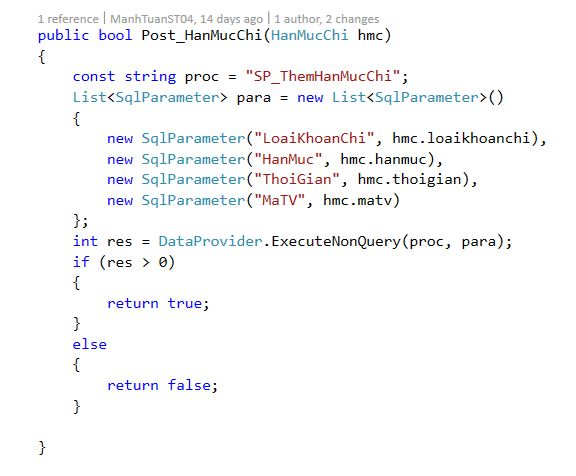 1 reference | ManhTuanST04, 14 days ago | 1 author, 2 changes
public bool Post_HanMucChi(HanMucChi hmc)
{
    const string proc = "SP_ThemHanMucChi";
    List<SqlParameter> para = new List<SqlParameter>()
    {
        new SqlParameter("LoaiKhoanChi", hmc.loaikhoanchi),
        new SqlParameter("HanMuc", hmc.hanmuc),
        new SqlParameter("ThoiGian", hmc.thoigian),
        new SqlParameter("MaTV", hmc.matv)
    };
    int res = DataProvider.ExecuteNonQuery(proc, para);
    if (res > 0)
    {
        return true;
    }
    else
    {
        return false;
    }
}